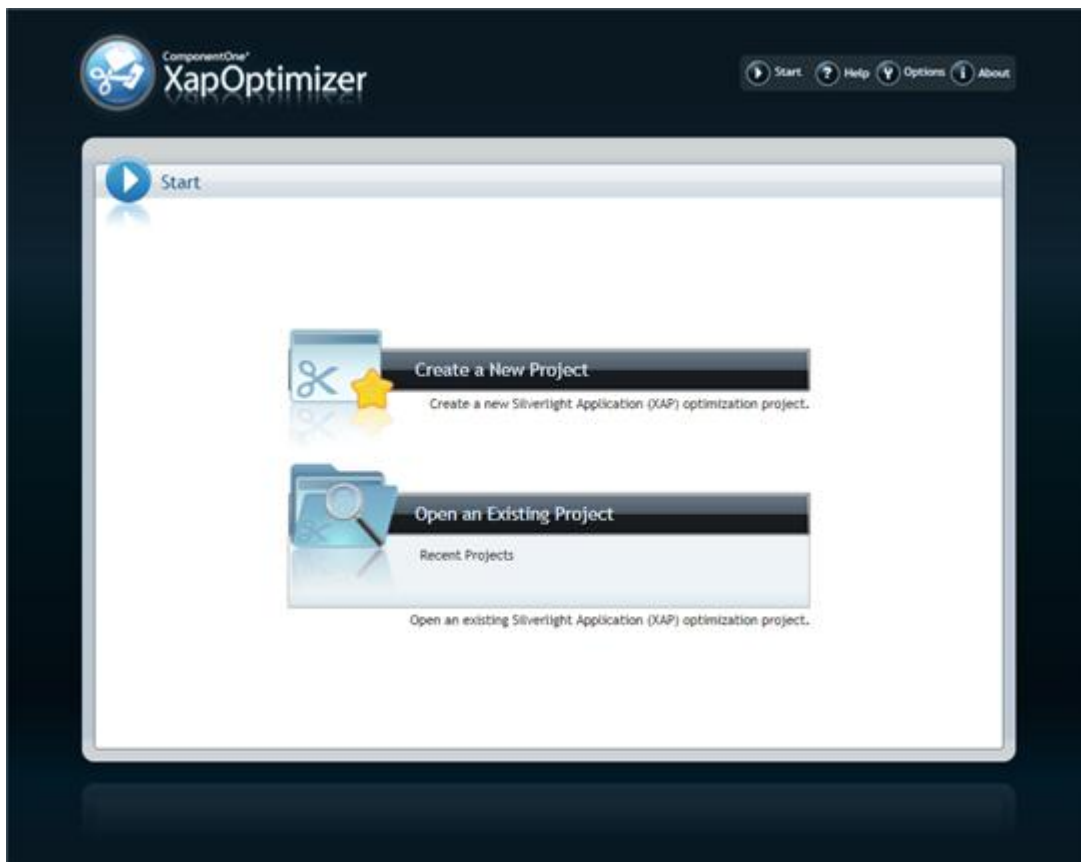 ComponentOne®
XapOptimizer
Start Help Options About
Start
Create a New Project
Create a new Silverlight Application (XAP) optimization project.
Open an Existing Project
Recent Projects
Open an existing Silverlight Application (XAP) optimization project.